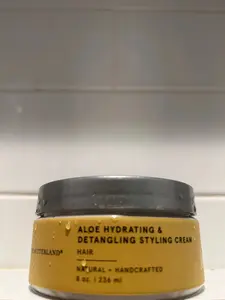 ALOE HYDRATING &
DETANGLING STYLING CREAM
HAIR
NATURAL + HANDCRAFTED
8 oz. | 236 ml